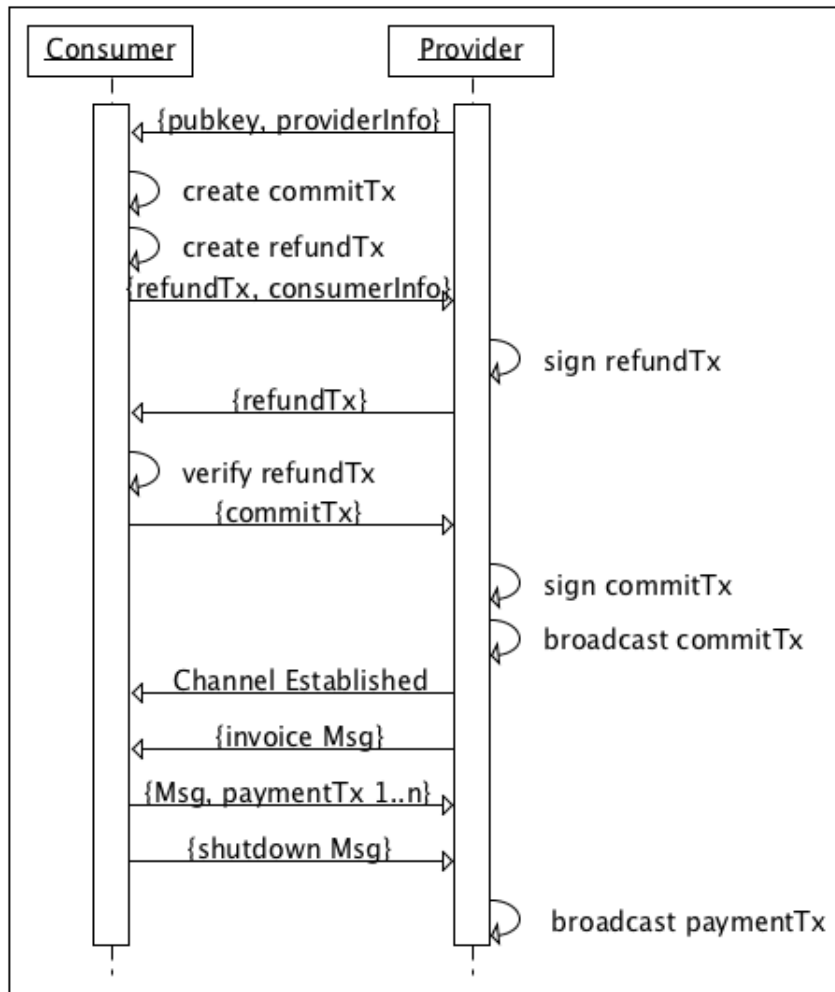 Consumer
Provider
{pubkey, providerInfo}
create commitTx
create refundTx
{refundTx, consumerInfo}
sign refundTx
{refundTx}
verify refundTx
{commitTx}
sign commitTx
broadcast commitTx
Channel Established
{invoice Msg}
{Msg, paymentTx 1..n}
{shutdown Msg}
broadcast paymentTx